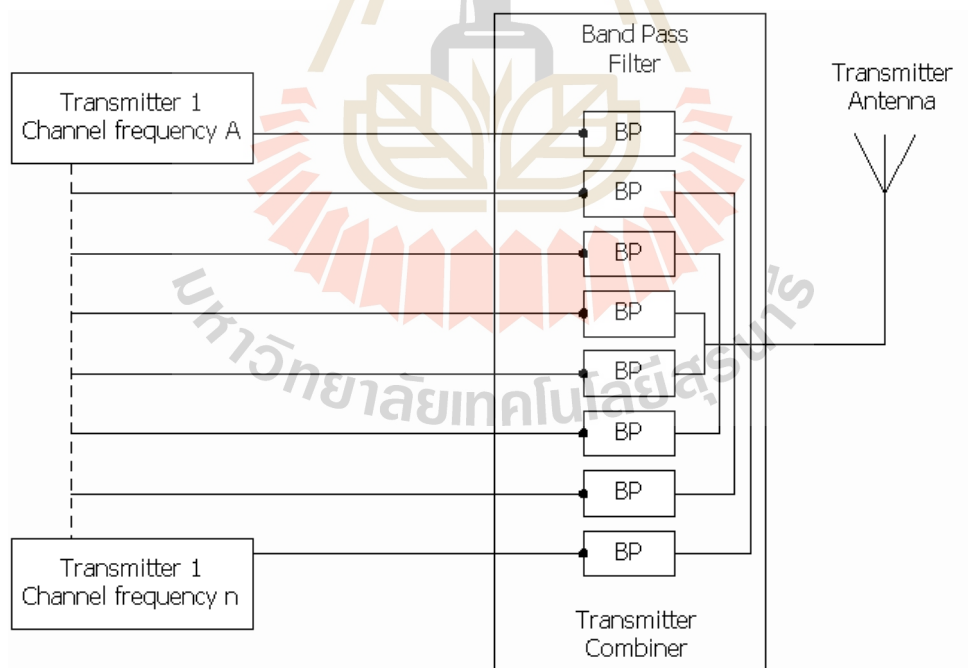 Band Pass
Filter
Transmitter
Antenna
Transmitter 1
Channel frequency A
BP
BP
BP
BP
BP
BP
BP
BP
Transmitter 1
Channel frequency n
Transmitter
Combiner
มหาวิทยาลัยเทคโนโลยีสุรนารี